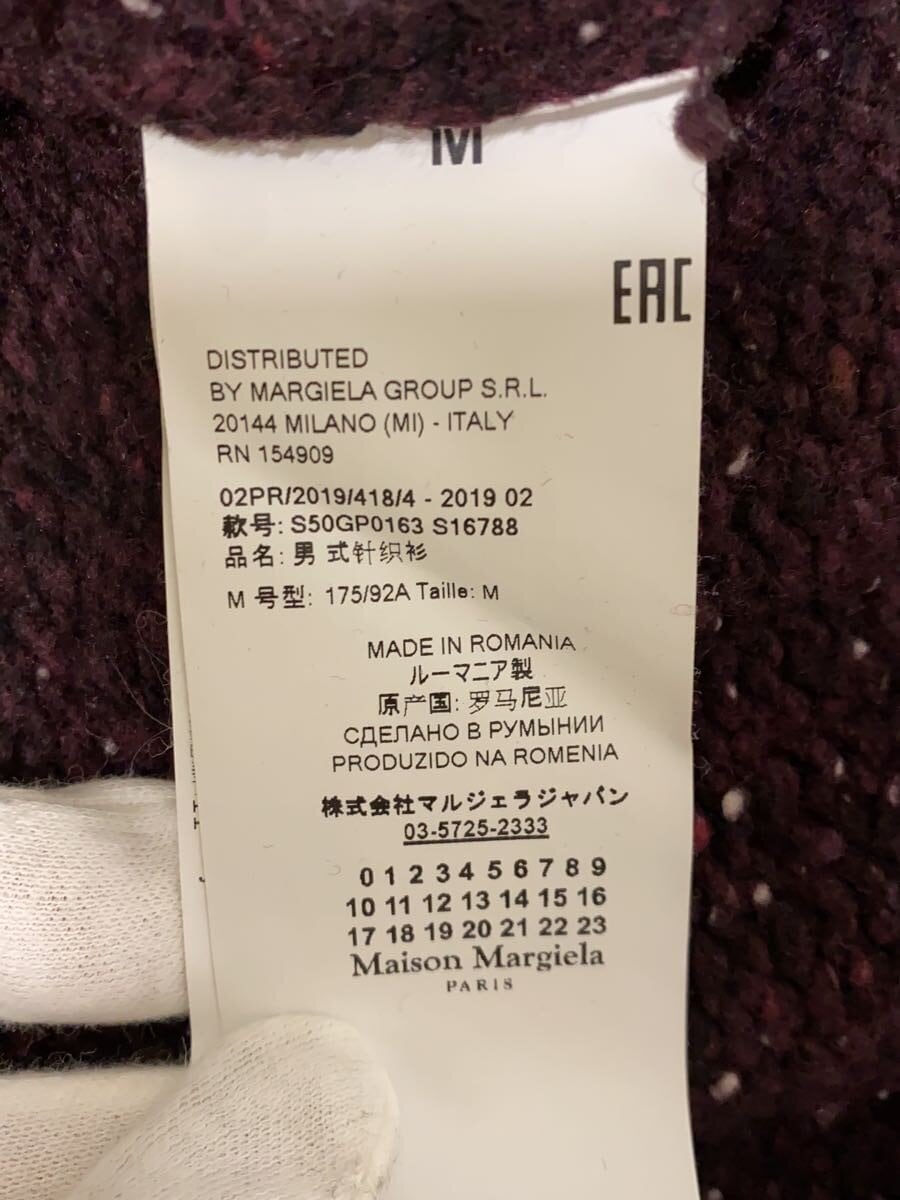 M
EAC
DISTRIBUTED
BY MARGIELA GROUP S.R.L.
20144 MILANO (MI) - ITALY
RN 154909
02PR/2019/418/4 - 2019 02
款号: S50GP0163 S16788
品名: 男 式针织衫
M 号型: 175/92A Taille: M
MADE IN ROMANIA
ルーマニア製
原产国: 罗马尼亚
СДЕЛАНО В РУМЫНИИ
PRODUZIDO NA ROMENIA
株式会社マルジェラジャパン
03-5725-2333
0 1 2 3 4 5 6 7 8 9
10 11 12 13 14 15 16
17 18 19 20 21 22 23
Maison Margiela
PARIS